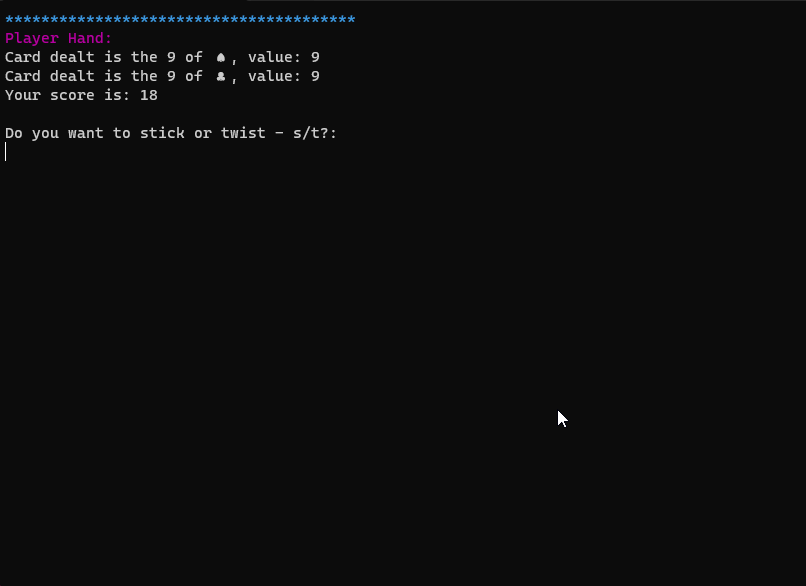 ***************************************
Player Hand:
Card dealt is the 9 of ♠, value: 9
Card dealt is the 9 of ♣, value: 9
Your score is: 18
Do you want to stick or twist - s/t?: